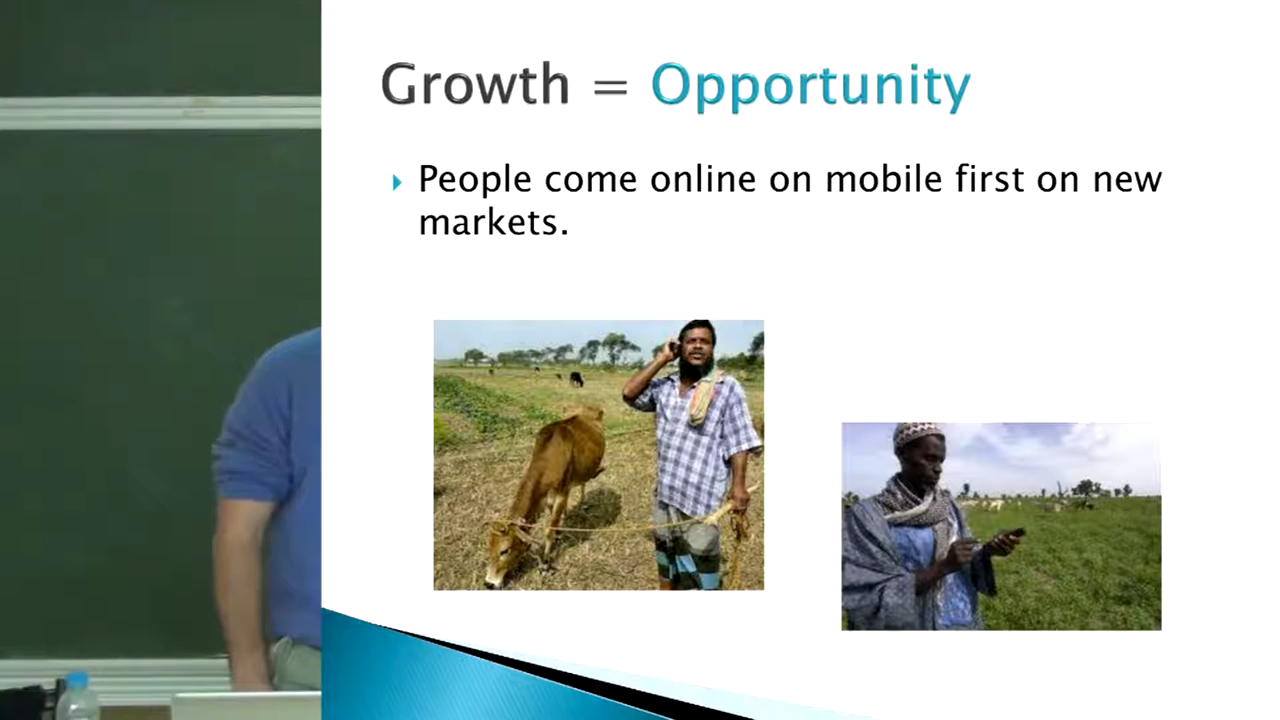 Growth = Opportunity
People come online on mobile first on new
markets.